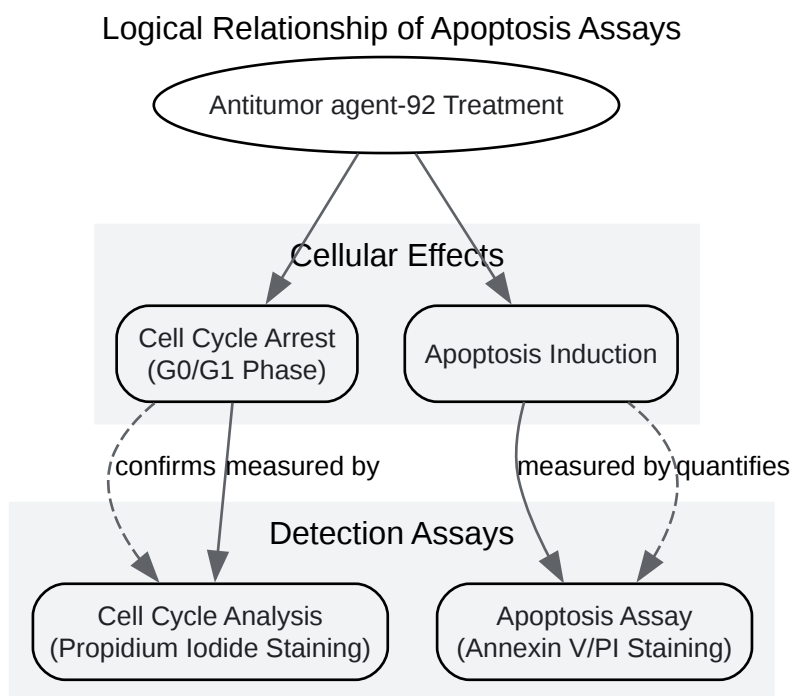 Logical Relationship of Apoptosis Assays
Antitumor agent-92 Treatment
Cellular Effects
Cell Cycle Arrest
(G0/G1 Phase)
Apoptosis Induction
confirms
measured by
measured by
quantifies
Detection Assays
Cell Cycle Analysis
(Propidium Iodide Staining)
Apoptosis Assay
(Annexin V/PI Staining)